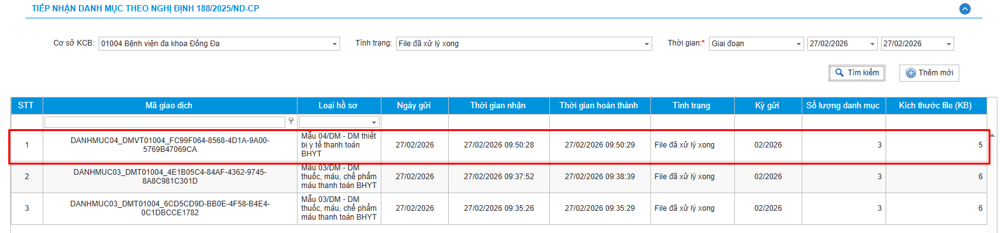 TIẾP NHẬN DANH MỤC THEO NGHỊ ĐỊNH 188/2025/ND-CP
Cơ sở KCB: 01004 Bệnh viện đa khoa Đống Đa Tình trạng: File đã xử lý xong Thời gian:* Giai đoạn 27/02/2026 27/02/2026
Tìm kiếm Thêm mới
STT Mã giao dịch Loại hồ sơ Ngày gửi Thời gian nhận Thời gian hoàn thành Tình trạng Kỳ gửi Số lượng danh mục Kích thước file (KB)
1 DANHMUC04_DMVT01004_FC99F064-8568-4D1A-9A00-
5769B47069CA
Mẫu 04/DM - DM thiết
bị y tế thanh toán
BHYT
27/02/2026 27/02/2026 09:50:28 27/02/2026 09:50:29 File đã xử lý xong 02/2026 3 5
2 DANHMUC03_DMT01004_4E1B05C4-84AF-4362-9745-
8A8C981C301D
Mẫu 03/DM - DM
thuốc, máu, chế phẩm
máu thanh toán BHYT
27/02/2026 27/02/2026 09:37:52 27/02/2026 09:38:39 File đã xử lý xong 02/2026 3 6
3 DANHMUC03_DMT01004_6CD5CD9D-BB0E-4F58-B4E4-
0C1DBCCE1782
Mẫu 03/DM - DM
thuốc, máu, chế phẩm
máu thanh toán BHYT
27/02/2026 27/02/2026 09:35:26 27/02/2026 09:35:29 File đã xử lý xong 02/2026 3 6